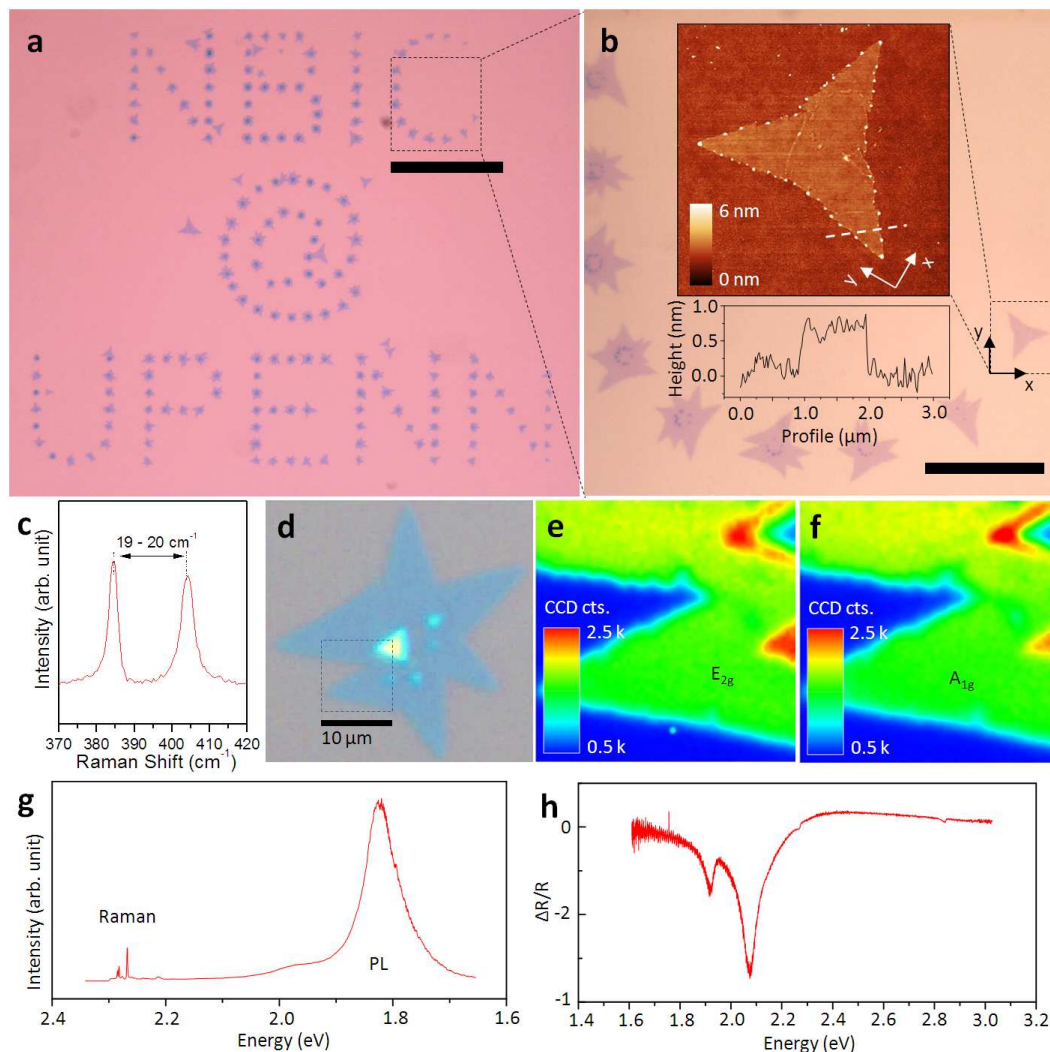 a
NBIC
@
UPENN
b
6 nm
0 nm
y
x
Height (nm)
1.0
0.5
0.0
0.0 1.0 2.0 3.0
Profile (μm)
y
x
c
19 - 20 cm⁻¹
Intensity (arb. unit)
370 380 390 400 410 420
Raman Shift (cm⁻¹)
d
10 μm
e
CCD cts.
2.5 k
0.5 k
E₂g
f
CCD cts.
2.5 k
0.5 k
A₁g
g
Intensity (arb. unit)
Raman
PL
2.4 2.2 2.0 1.8 1.6
Energy (eV)
h
ΔR/R
0
-2
-1
1.4 1.6 1.8 2.0 2.2 2.4 2.6 2.8 3.0 3.2
Energy (eV)